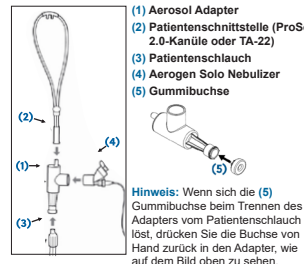 (1) Aerosol Adapter
(2) Patientenschnittstelle (ProSo
2.0-Kanüle oder TA-22)
(3) Patientenschlauch
(4) Aerogen Solo Nebulizer
(5) Gummibuchse
(2)
(4)
(1)
(3)
(5)
Hinweis: Wenn sich die (5)
Gummibuchse beim Trennen des
Adapters vom Patientenschlauch
löst, drücken Sie die Buchse von
Hand zurück in den Adapter, wie
auf dem Bild oben zu sehen.